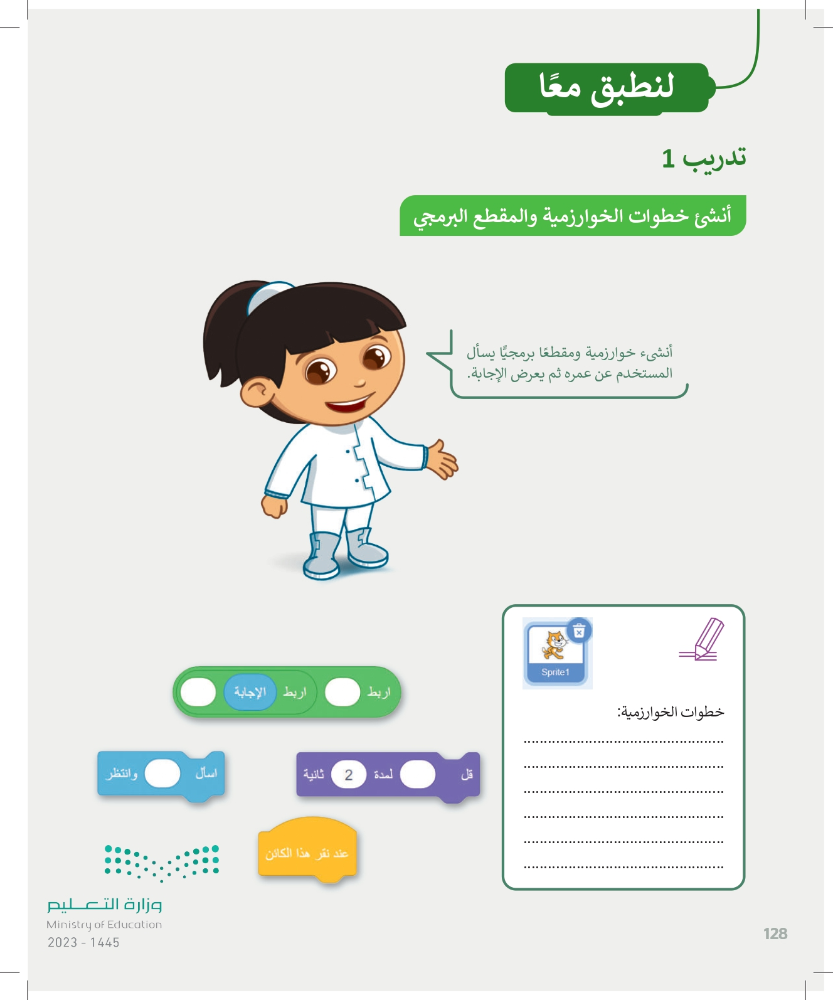 لنطبق معًا
تدريب 1
أنشئ خطوات الخوارزمية والمقطع البرمجي
أنشىء خوارزمية ومقطعًا برمجيًّا يسأل
المستخدم عن عمره ثم يعرض الإجابة.
Sprite1
خطوات الخوارزمية:
................................................
................................................
................................................
................................................
................................................
................................................
اربط اربط الإجابة
قل لمدة 2 ثانية
اسأل وانتظر
عند نقر هذا الكائن
وزارة التعليم
Ministry of Education
2023 - 1445
128